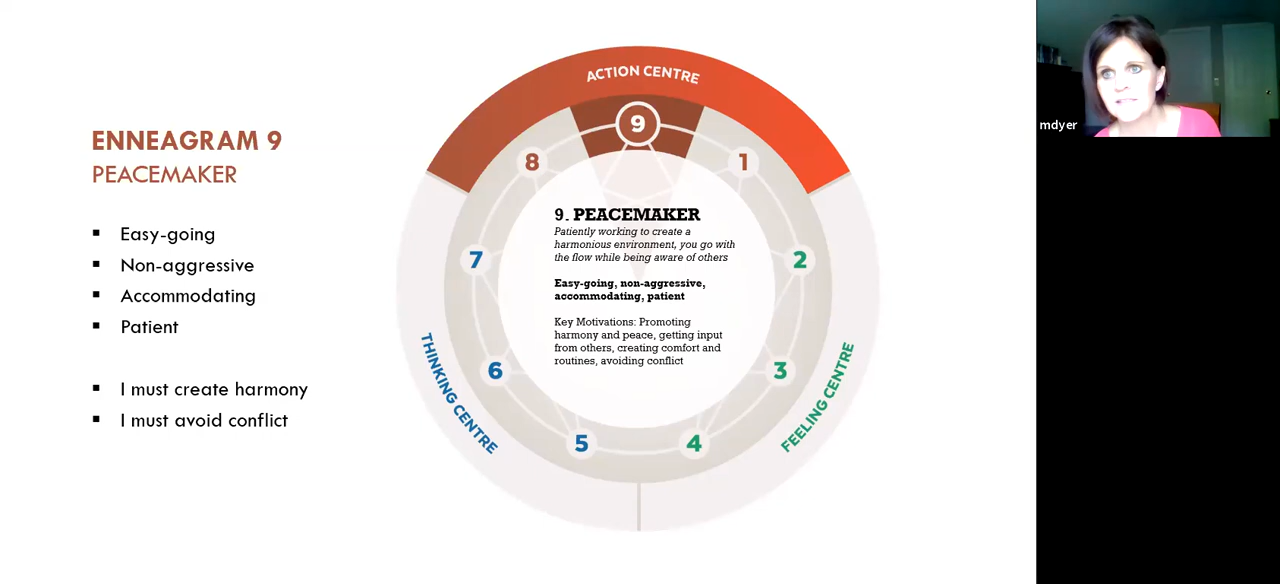 ENNEAGRAM 9
PEACEMAKER
▪ Easy-going
▪ Non-aggressive
▪ Accommodating
▪ Patient
▪ I must create harmony
▪ I must avoid conflict
ACTION CENTRE
9
8
1
7
2
6
3
5
4
THINKING CENTRE
FEELING CENTRE
9. PEACEMAKER
Patiently working to create a
harmonious environment, you go with
the flow while being aware of others
Easy-going, non-aggressive,
accommodating, patient
Key Motivations: Promoting
harmony and peace, getting input
from others, creating comfort and
routines, avoiding conflict
mdyer